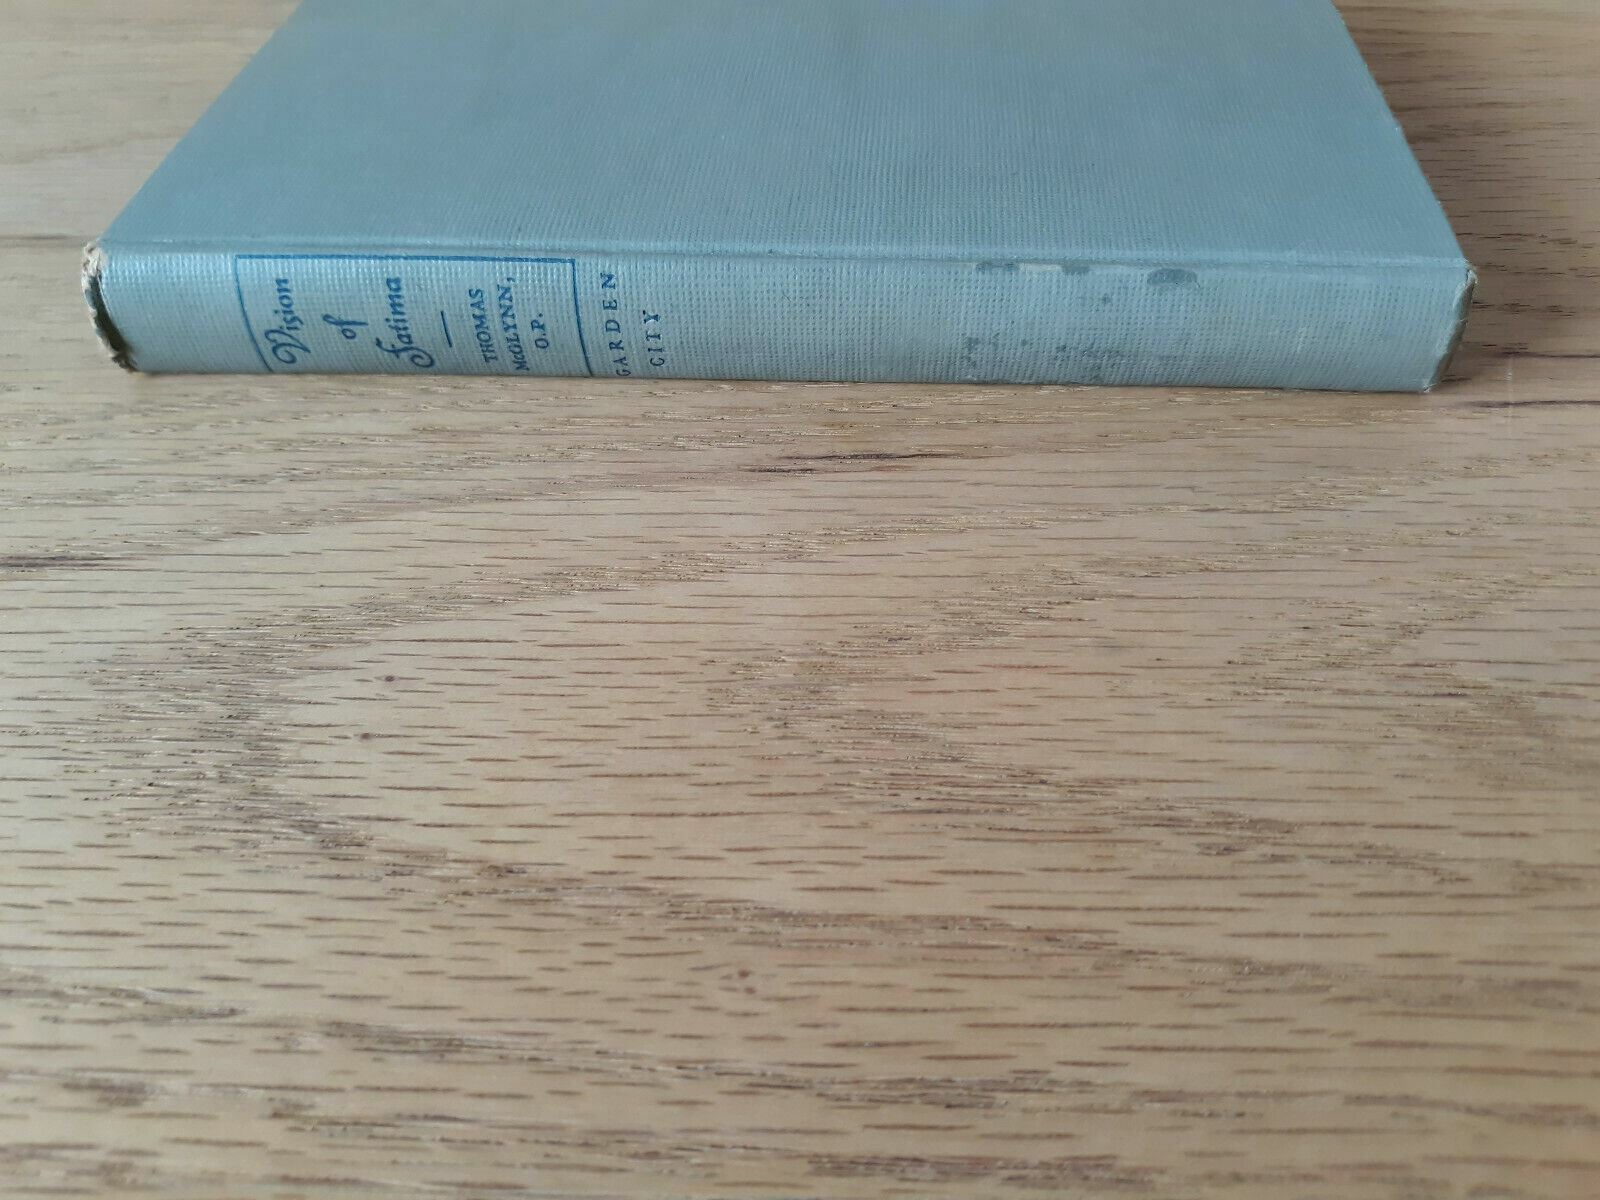 Vision
of
Fatima
—
THOMAS
McGLYNN,
O.P.
GARDEN
CITY